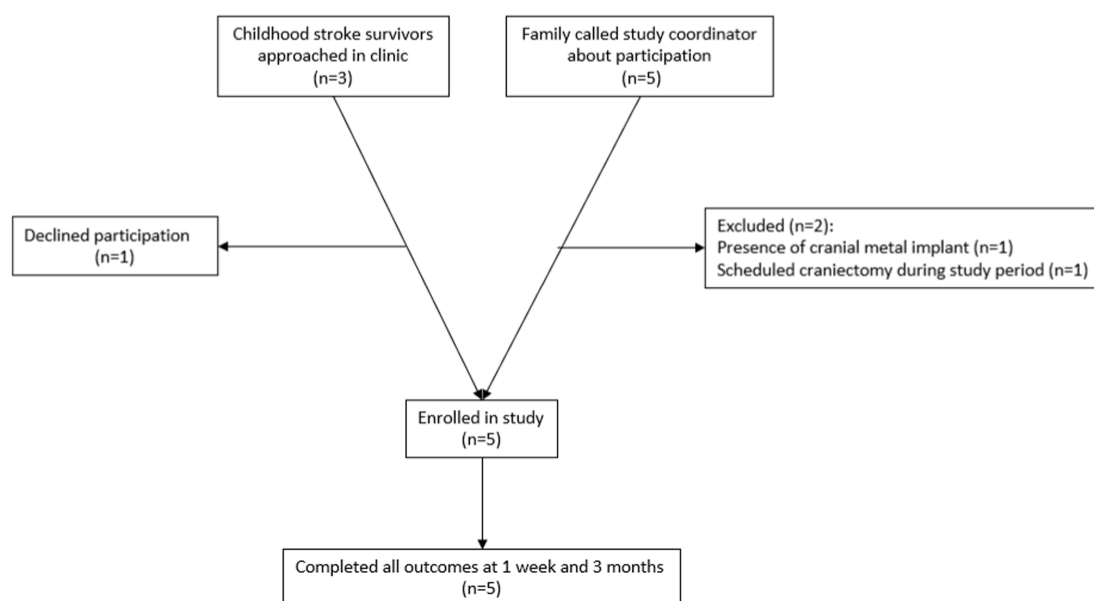 Childhood stroke survivors
approached in clinic
(n=3)
Family called study coordinator
about participation
(n=5)
Declined participation
(n=1)
Excluded (n=2):
Presence of cranial metal implant (n=1)
Scheduled craniectomy during study period (n=1)
Enrolled in study
(n=5)
Completed all outcomes at 1 week and 3 months
(n=5)